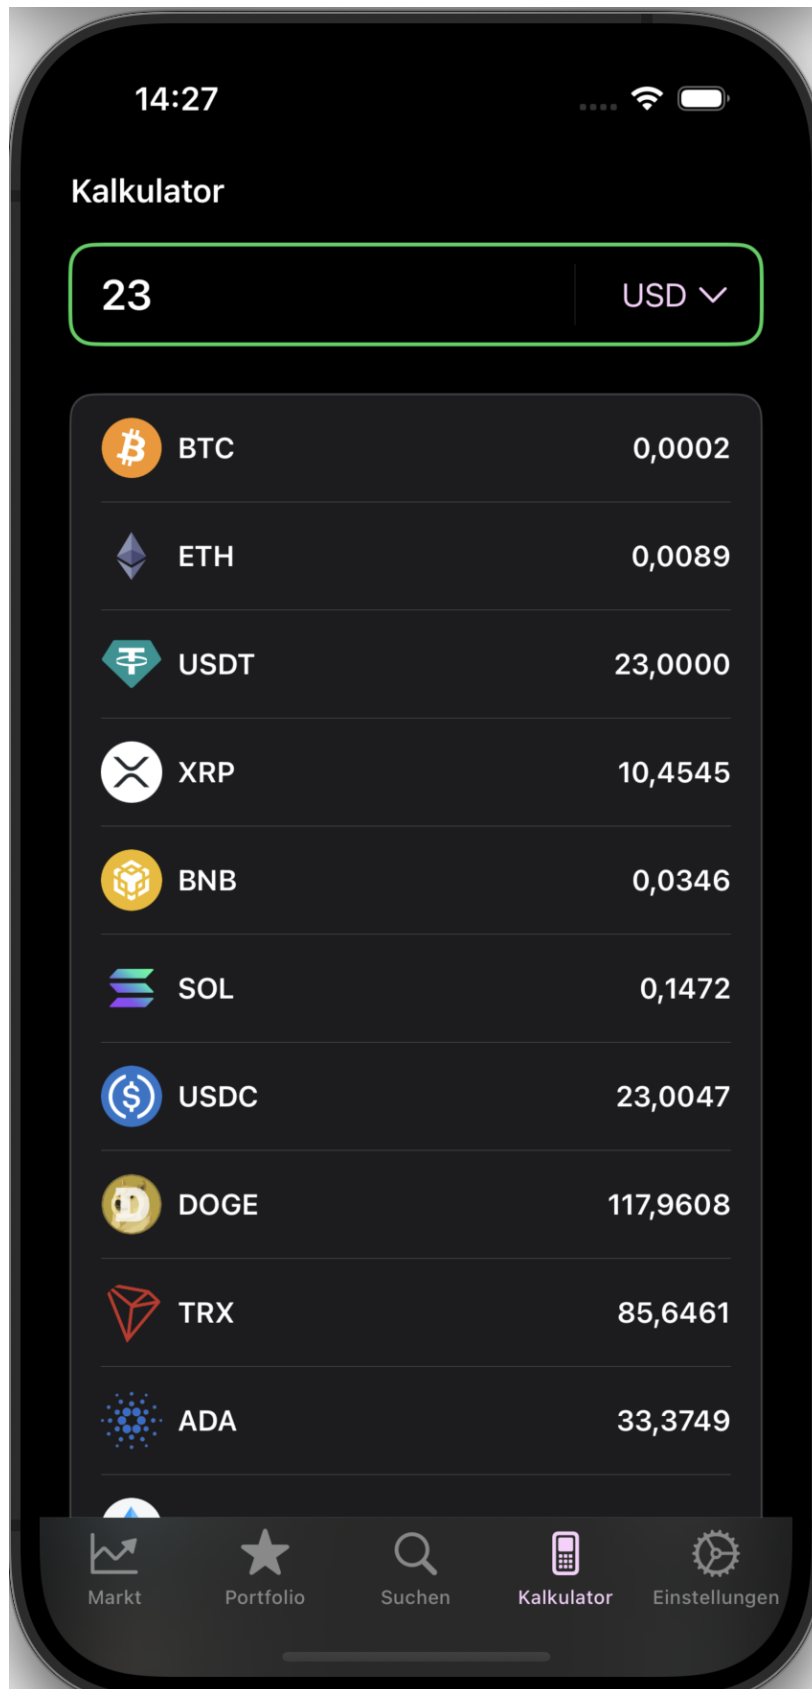 14:27
Kalkulator
23 USD
BTC 0,0002
ETH 0,0089
USDT 23,0000
XRP 10,4545
BNB 0,0346
SOL 0,1472
USDC 23,0047
DOGE 117,9608
TRX 85,6461
ADA 33,3749
Markt Portfolio Suchen Kalkulator Einstellungen